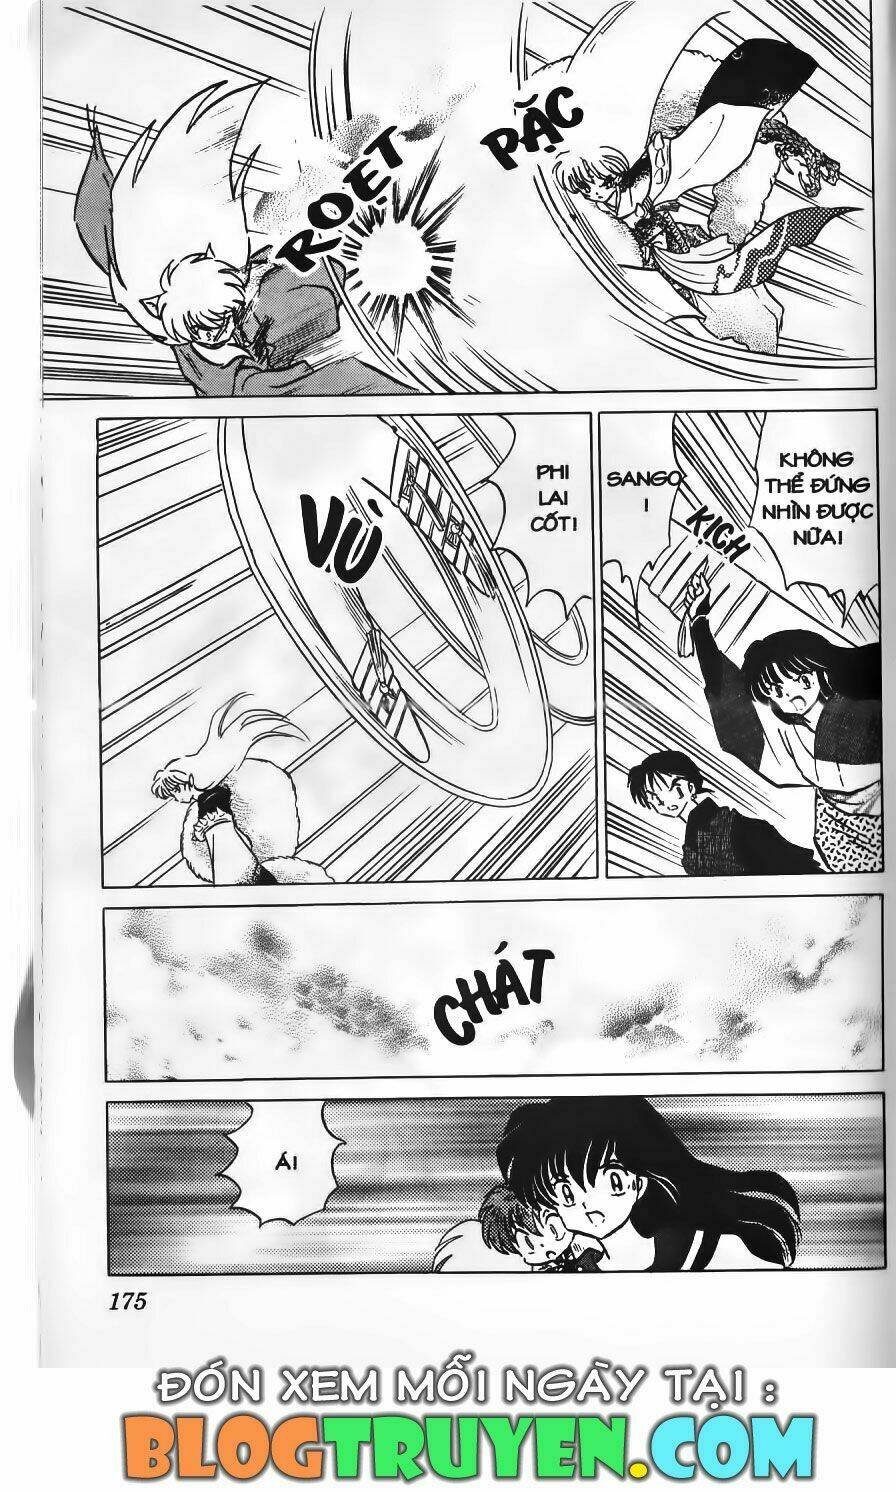 PẶC
ROẸT
KHÔNG
THỂ ĐỨNG
NHÌN ĐƯỢC
NỮA!
KỊCH
SANGO
!
PHI
LAI
CỐT!
VÙ
CHÁT
Á!
175
ĐÓN XEM MỖI NGÀY TẠI :
BLOGTRUYEN.COM